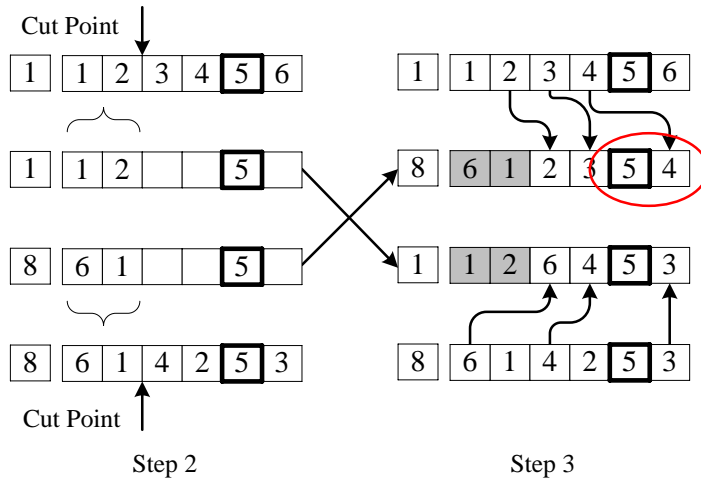 Cut Point
1 1 2 3 4 5 6
1 1 2 5
8 6 1 5
8 6 1 4 2 5 3
Cut Point
Step 2
1 1 2 3 4 5 6
8 6 1 2 3 5 4
1 1 2 6 4 5 3
8 6 1 4 2 5 3
Step 3